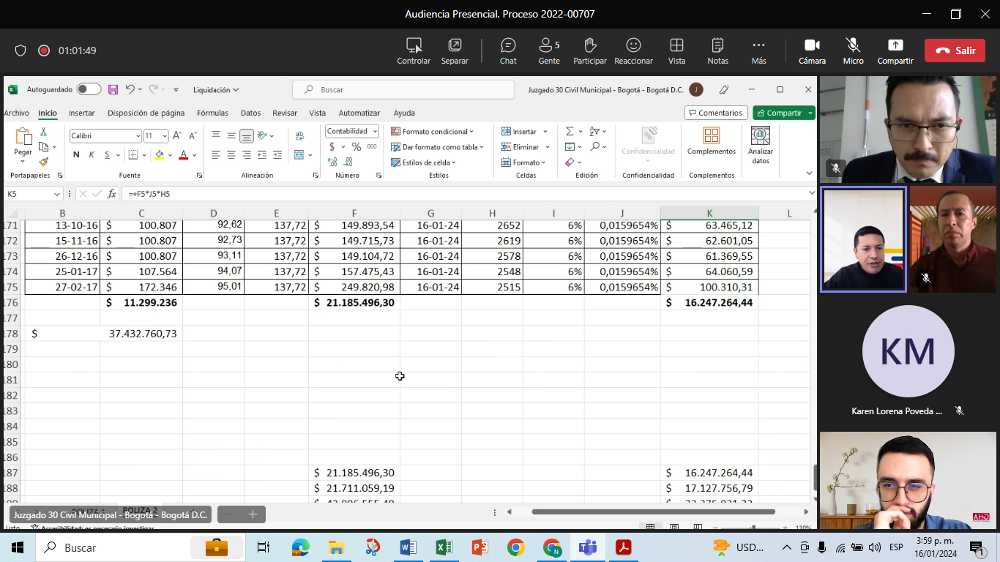 Audiencia Presencial. Proceso 2022-00707
01:01:49
Controlar Separar Chat Gente 5 Participar Reaccionar Vista Notas Más Cámara Micro Compartir Salir
Autoguardado Liquidación Buscar Juzgado 30 Civil Municipal - Bogotá - Bogotá D.C. J
Archivo Inicio Insertar Disposición de página Fórmulas Datos Revisar Vista Automatizar Ayuda Comentarios Compartir
Pegar Calibri 11 Contabilidad Formato condicional Insertar
N K S $ % 000 Dar formato como tabla Eliminar Confidencialidad Complementos Analizar datos
Estilos de celda Formato
Portapapeles Fuente Alineación Número Estilos Celdas Edición Confidencialidad Complementos
K5 fx =+F5*J5*H5
B C D E F G H I J K L
171 13-10-16 $ 100.807 92,62 137,72 $ 149.893,54 16-01-24 2652 6% 0,0159654% $ 63.465,12
172 15-11-16 $ 100.807 92,73 137,72 $ 149.715,73 16-01-24 2619 6% 0,0159654% $ 62.601,05
173 26-12-16 $ 100.807 93,11 137,72 $ 149.104,72 16-01-24 2578 6% 0,0159654% $ 61.369,55
174 25-01-17 $ 107.564 94,07 137,72 $ 157.475,43 16-01-24 2548 6% 0,0159654% $ 64.060,59
175 27-02-17 $ 172.346 95,01 137,72 $ 249.820,98 16-01-24 2515 6% 0,0159654% $ 100.310,31
176 $ 11.299.236 $ 21.185.496,30 $ 16.247.264,44
177
178 $ 37.432.760,73
179
180
181
182
183
184
185
186
187 $ 21.185.496,30 $ 16.247.264,44
188 $ 21.711.059,19 $ 17.127.756,79
POLIZA 2
Juzgado 30 Civil Municipal - Bogotá - Bogotá D.C.
Listo Accesibilidad: es necesario investigar 130%
KM
Karen Lorena Poveda ...
GHA
Buscar USD... ESP 3:59 p. m.
16/01/2024 1